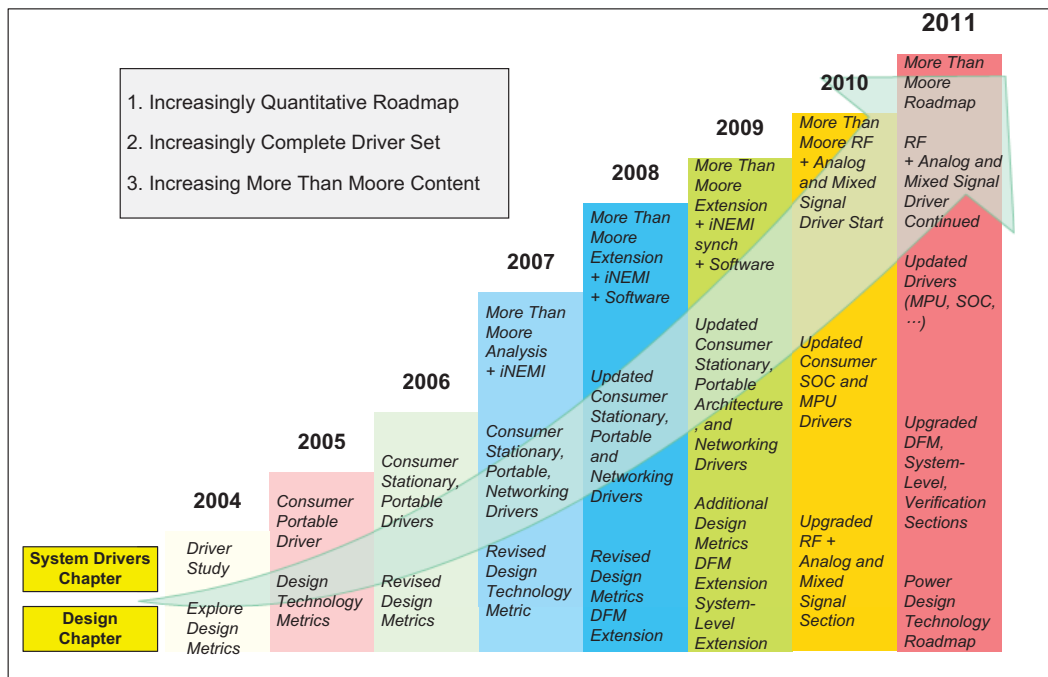 1. Increasingly Quantitative Roadmap
2. Increasingly Complete Driver Set
3. Increasing More Than Moore Content
System Drivers
Chapter
Design
Chapter
2004
Driver
Study
Explore
Design
Metrics
2005
Consumer
Portable
Driver
Design
Technology
Metrics
2006
Consumer
Stationary,
Portable
Drivers
Revised
Design
Metrics
2007
More Than
Moore
Analysis
+ iNEMI
Consumer
Stationary,
Portable,
Networking
Drivers
Revised
Design
Technology
Metric
2008
More Than
Moore
Extension
+ iNEMI
+ Software
Updated
Consumer
Stationary,
Portable
and
Networking
Drivers
Revised
Design
Metrics
DFM
Extension
2009
More Than
Moore
Extension
+ iNEMI
synch
+ Software
Updated
Consumer
Stationary,
Portable
Architecture
, and
Networking
Drivers
Additional
Design
Metrics
DFM
Extension
System-
Level
Extension
2010
More Than
Moore RF
+ Analog
and Mixed
Signal
Driver Start
Updated
Consumer
SOC and
MPU
Drivers
Upgraded
RF +
Analog and
Mixed
Signal
Section
2011
More Than
Moore
Roadmap
RF
+ Analog and
Mixed Signal
Driver
Continued
Updated
Drivers
(MPU, SOC,
…)
Upgraded
DFM,
System-
Level,
Verification
Sections
Power
Design
Technology
Roadmap